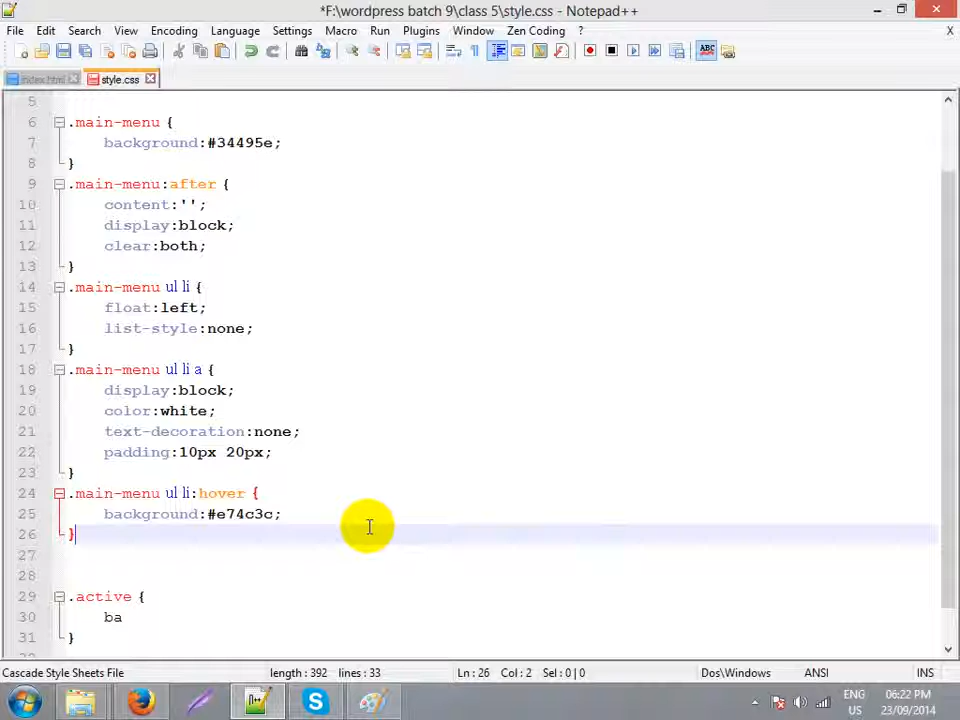 *F:\wordpress batch 9\class 5\style.css - Notepad++
File Edit Search View Encoding Language Settings Macro Run Plugins Window Zen Coding ? X
index.html style.css
5
6 .main-menu {
7 background:#34495e;
8 }
9 .main-menu:after {
10 content:'';
11 display:block;
12 clear:both;
13 }
14 .main-menu ul li {
15 float:left;
16 list-style:none;
17 }
18 .main-menu ul li a {
19 display:block;
20 color:white;
21 text-decoration:none;
22 padding:10px 20px;
23 }
24 .main-menu ul li:hover {
25 background:#e74c3c;
26 }
27
28
29 .active {
30 ba
31 }
Cascade Style Sheets File length : 392 lines : 33 Ln : 26 Col : 2 Sel : 0 | 0 Dos\Windows ANSI INS
ENG 06:22 PM
US 23/09/2014